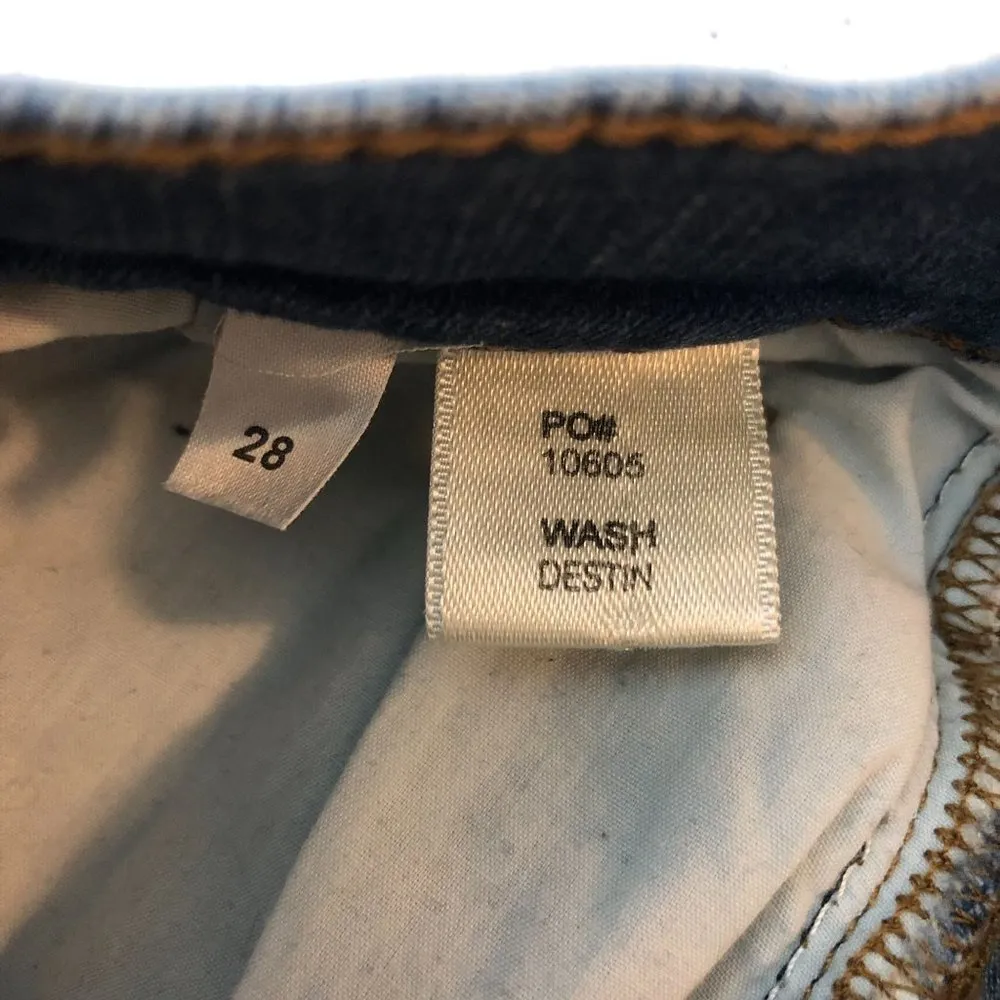 28
PO#
10605
WASH
DESTIN